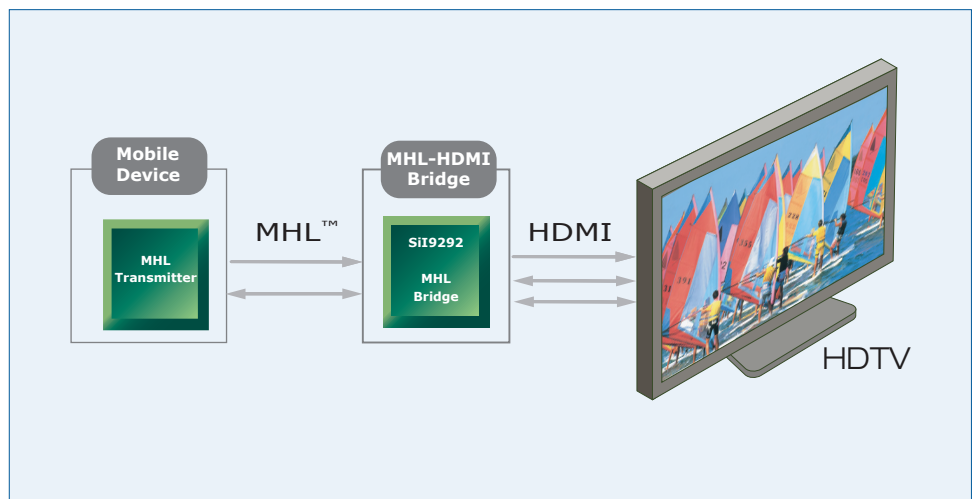 Mobile
Device
MHL
Transmitter
MHL™
MHL-HDMI
Bridge
SiI9292
MHL
Bridge
HDMI
HDTV